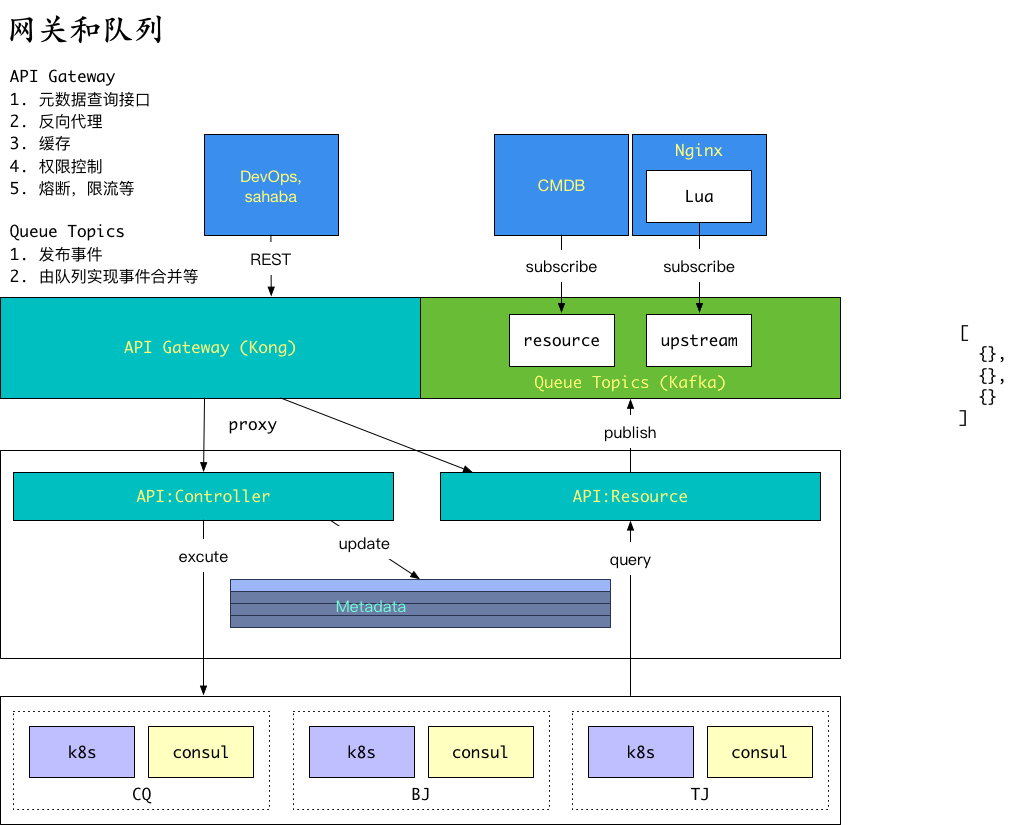 网关和队列
API Gateway
1. 元数据查询接口
2. 反向代理
3. 缓存
4. 权限控制
5. 熔断，限流等
Queue Topics
1. 发布事件
2. 由队列实现事件合并等
DevOps,
sahaba
CMDB
Nginx
Lua
REST
subscribe
subscribe
API Gateway (Kong)
resource
upstream
Queue Topics (Kafka)
[
{},
{},
{}
]
proxy
publish
API:Controller
API:Resource
excute
update
query
Metadata
k8s
consul
CQ
k8s
consul
BJ
k8s
consul
TJ